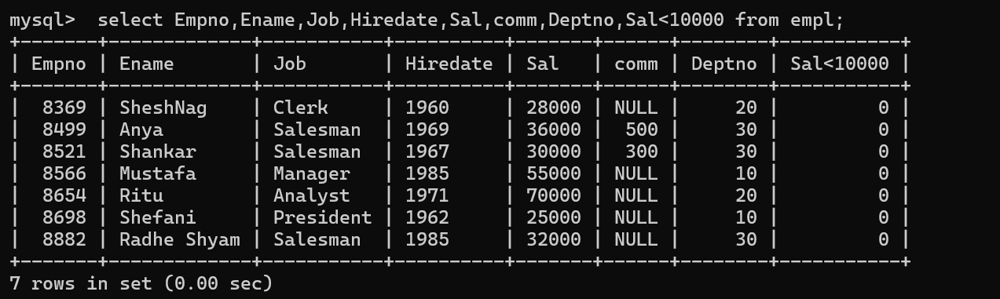 mysql>  select Empno,Ename,Job,Hiredate,Sal,comm,Deptno,Sal<10000 from empl;
+-------+-------------+-----------+----------+-------+------+--------+-----------+
| Empno | Ename       | Job       | Hiredate | Sal   | comm | Deptno | Sal<10000 |
+-------+-------------+-----------+----------+-------+------+--------+-----------+
|  8369 | SheshNag    | Clerk     | 1960     | 28000 | NULL |     20 |         0 |
|  8499 | Anya        | Salesman  | 1969     | 36000 |  500 |     30 |         0 |
|  8521 | Shankar     | Salesman  | 1967     | 30000 |  300 |     30 |         0 |
|  8566 | Mustafa     | Manager   | 1985     | 55000 | NULL |     10 |         0 |
|  8654 | Ritu        | Analyst   | 1971     | 70000 | NULL |     20 |         0 |
|  8698 | Shefani     | President | 1962     | 25000 | NULL |     10 |         0 |
|  8882 | Radhe Shyam | Salesman  | 1985     | 32000 | NULL |     30 |         0 |
+-------+-------------+-----------+----------+-------+------+--------+-----------+
7 rows in set (0.00 sec)